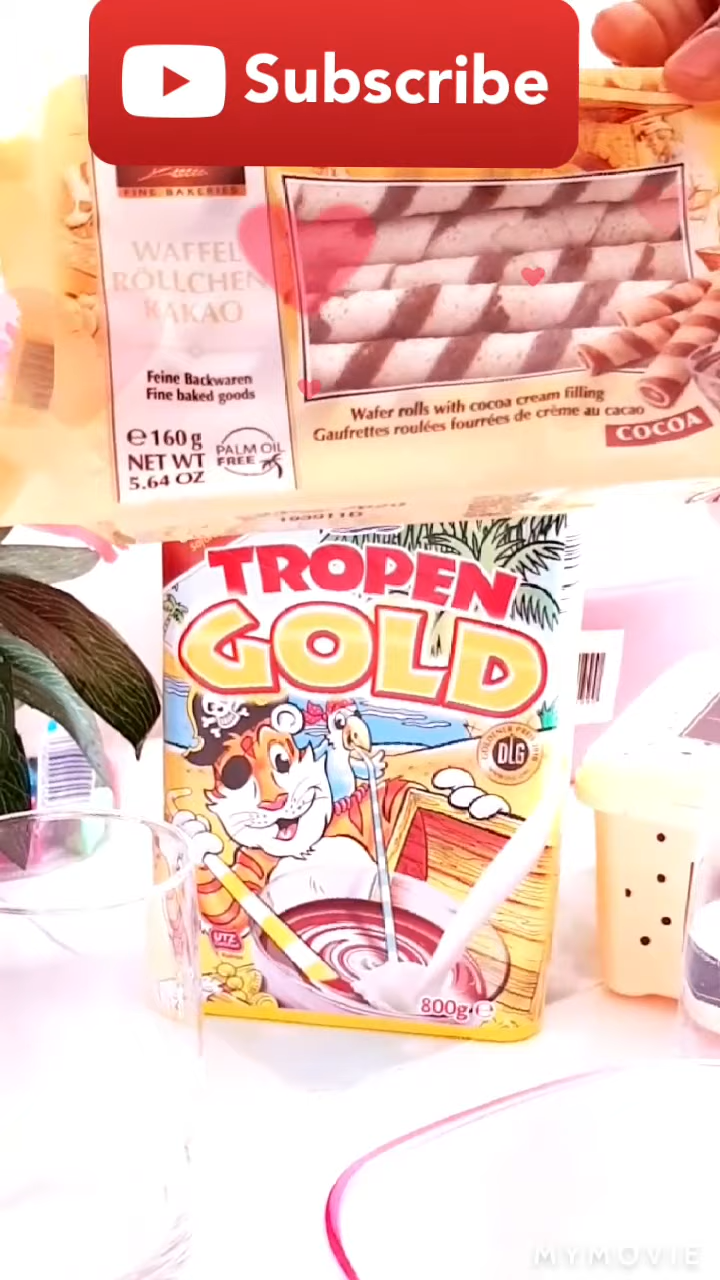 Subscribe
FINE BAKERIES
WAFFEL
RÖLLCHEN
KAKAO
Feine Backwaren
Fine baked goods
℮ 160 g
NET WT
5.64 OZ
PALM OIL
FREE
Wafer rolls with cocoa cream filling
Gaufrettes roulées fourrées de crème au cacao
COCOA
TROPEN
GOLD
DLG
UTZ
800g ℮
MYMOVIE